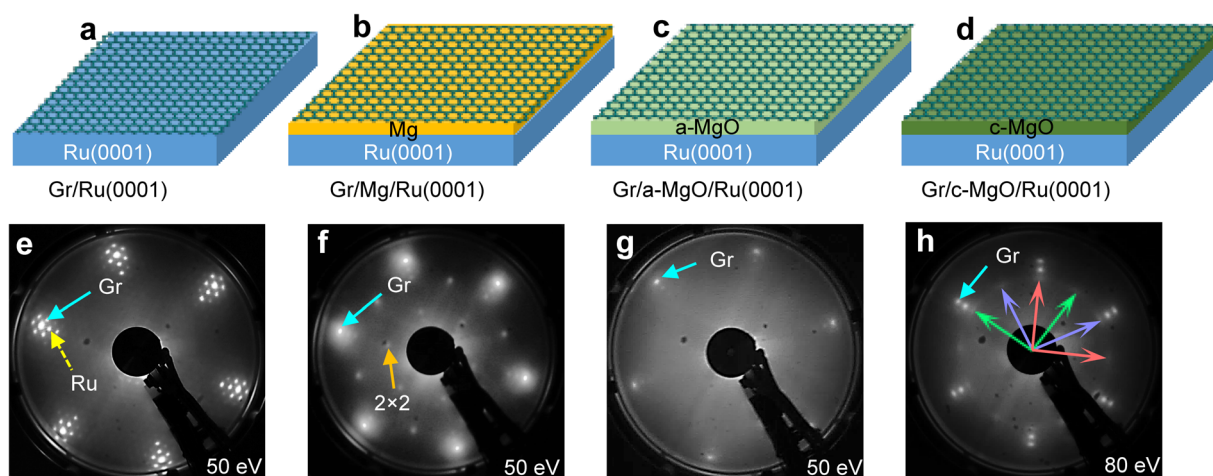 a
b
c
d
Mg
a-MgO
c-MgO
Ru(0001)
Ru(0001)
Ru(0001)
Ru(0001)
Gr/Ru(0001)
Gr/Mg/Ru(0001)
Gr/a-MgO/Ru(0001)
Gr/c-MgO/Ru(0001)
e
Gr
Ru
50 eV
f
Gr
2×2
50 eV
g
Gr
50 eV
h
Gr
80 eV